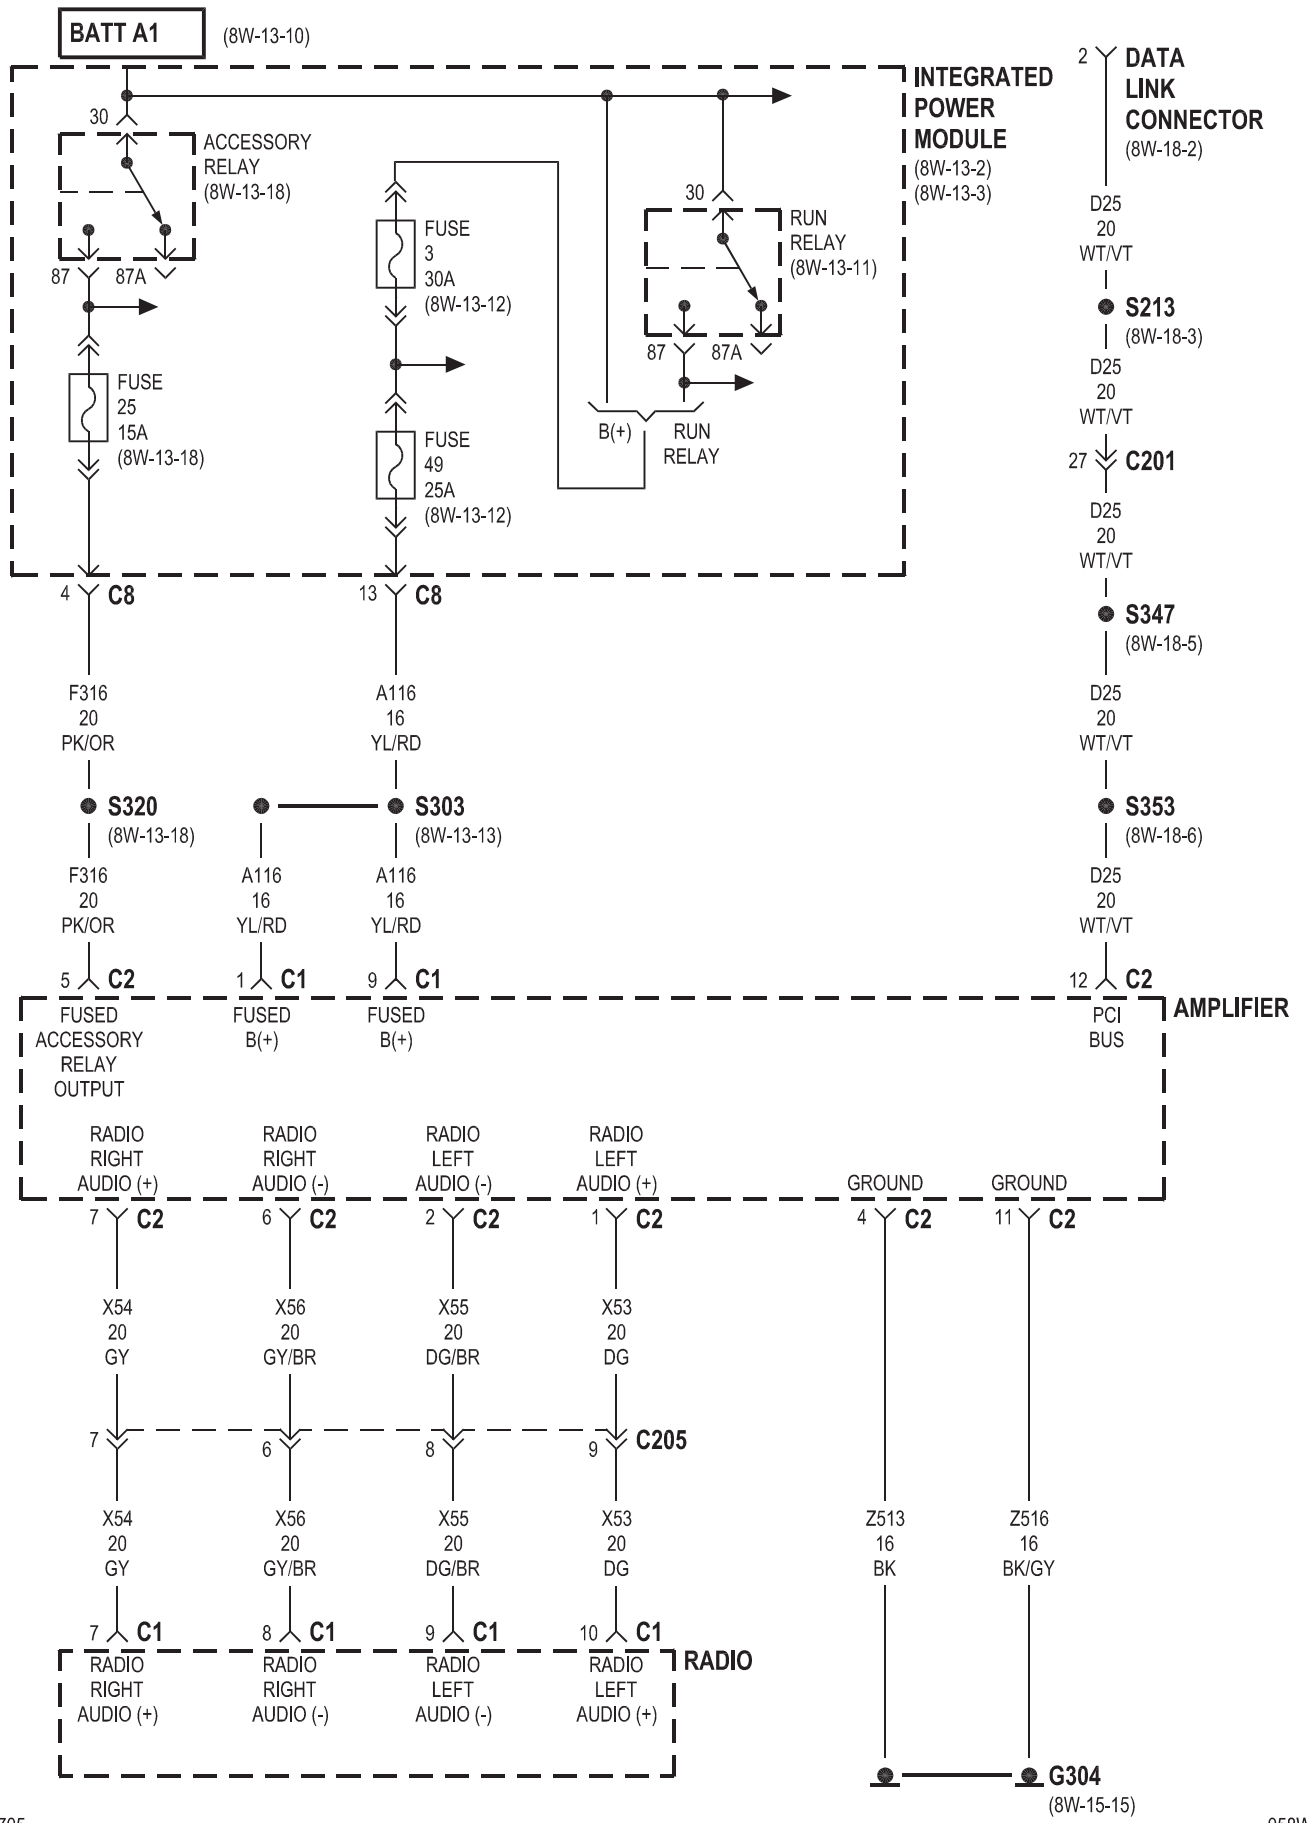 BATT A1
(8W-13-10)
INTEGRATED
POWER
MODULE
(8W-13-2)
(8W-13-3)
2
DATA
LINK
CONNECTOR
(8W-18-2)
30
ACCESSORY
RELAY
(8W-13-18)
87
87A
FUSE
25
15A
(8W-13-18)
FUSE
3
30A
(8W-13-12)
FUSE
49
25A
(8W-13-12)
30
RUN
RELAY
(8W-13-11)
87
87A
B(+)
RUN
RELAY
D25
20
WT/VT
S213
(8W-18-3)
D25
20
WT/VT
27
C201
D25
20
WT/VT
S347
(8W-18-5)
D25
20
WT/VT
S353
(8W-18-6)
D25
20
WT/VT
12
C2
4
C8
13
C8
F316
20
PK/OR
A116
16
YL/RD
S320
(8W-13-18)
S303
(8W-13-13)
F316
20
PK/OR
A116
16
YL/RD
A116
16
YL/RD
5
C2
1
C1
9
C1
AMPLIFIER
FUSED
ACCESSORY
RELAY
OUTPUT
FUSED
B(+)
FUSED
B(+)
PCI
BUS
RADIO
RIGHT
AUDIO (+)
RADIO
RIGHT
AUDIO (-)
RADIO
LEFT
AUDIO (-)
RADIO
LEFT
AUDIO (+)
GROUND
GROUND
7
C2
6
C2
2
C2
1
C2
4
C2
11
C2
X54
20
GY
X56
20
GY/BR
X55
20
DG/BR
X53
20
DG
7
6
8
9
C205
X54
20
GY
X56
20
GY/BR
X55
20
DG/BR
X53
20
DG
Z513
16
BK
Z516
16
BK/GY
7
C1
8
C1
9
C1
10
C1
RADIO
RADIO
RIGHT
AUDIO (+)
RADIO
RIGHT
AUDIO (-)
RADIO
LEFT
AUDIO (-)
RADIO
LEFT
AUDIO (+)
G304
(8W-15-15)